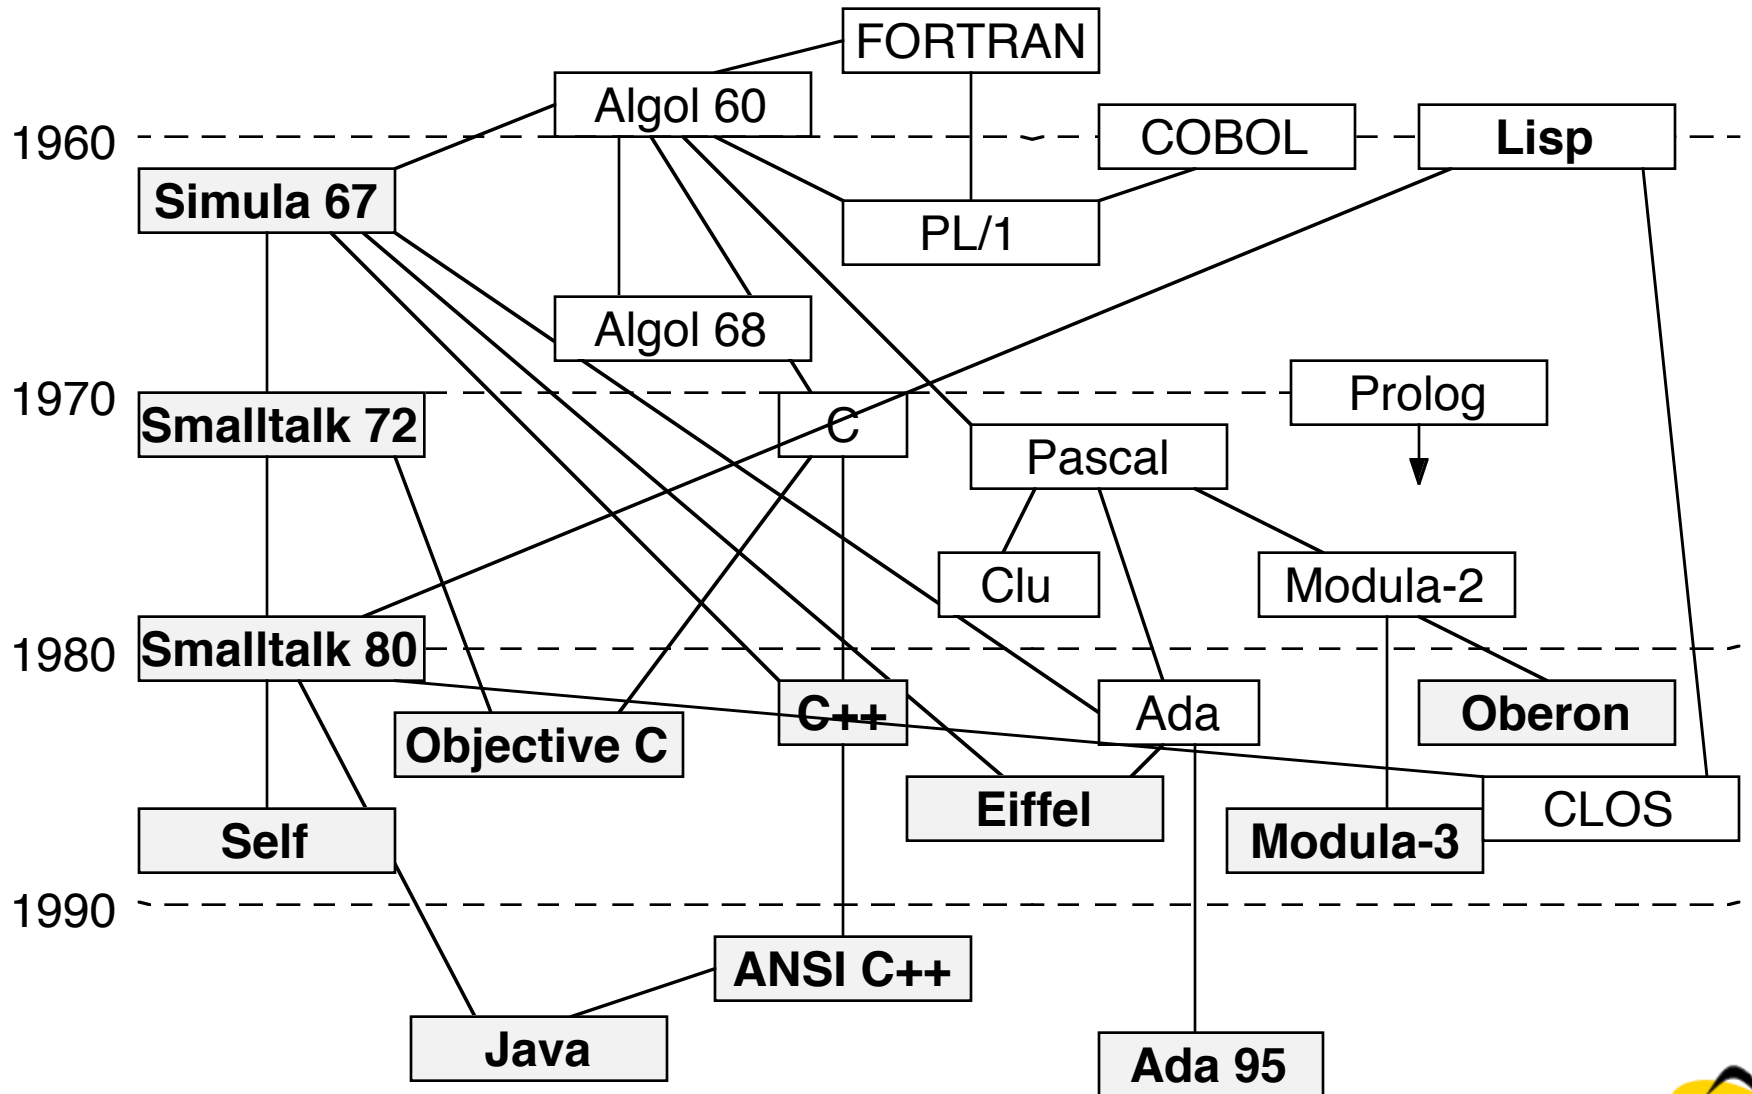 FORTRAN
Algol 60
1960
COBOL
Lisp
Simula 67
PL/1
Algol 68
1970
Prolog
Smalltalk 72
C
Pascal
Clu
Modula-2
1980
Smalltalk 80
C++
Ada
Oberon
Objective C
Eiffel
CLOS
Self
Modula-3
1990
ANSI C++
Java
Ada 95